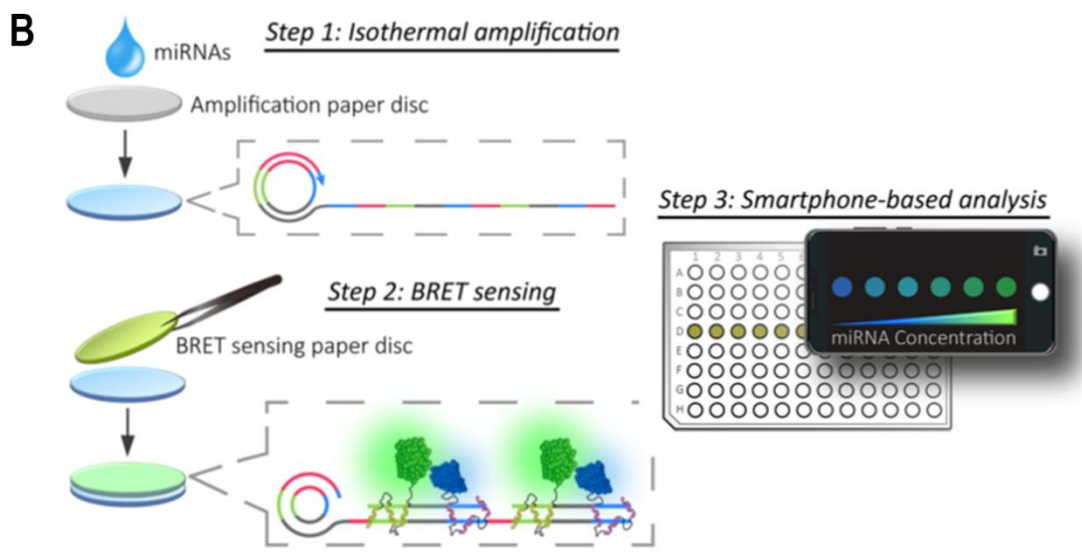 B
Step 1: Isothermal amplification
miRNAs
Amplification paper disc
Step 3: Smartphone-based analysis
1 2 3 4 5
A
B
C
D
E
F
G
H
miRNA Concentration
Step 2: BRET sensing
BRET sensing paper disc